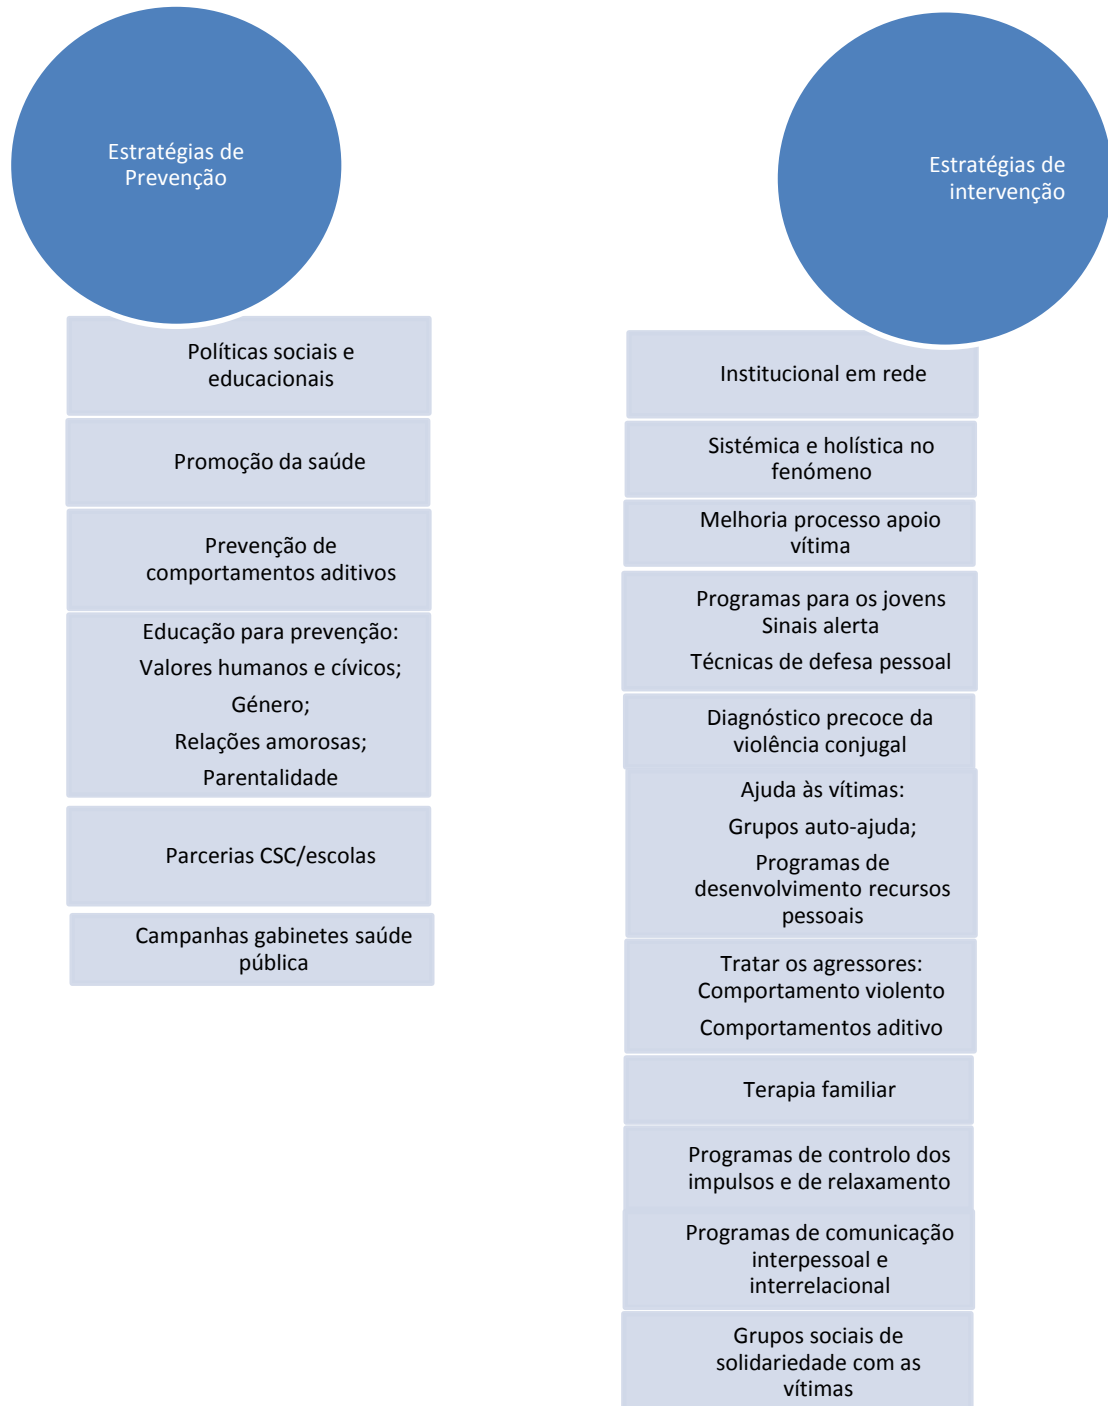 Estratégias de
Prevenção
Políticas sociais e
educacionais
Promoção da saúde
Prevenção de
comportamentos aditivos
Educação para prevenção:
Valores humanos e cívicos;
Género;
Relações amorosas;
Parentalidade
Parcerias CSC/escolas
Campanhas gabinetes saúde
pública
Estratégias de
intervenção
Institucional em rede
Sistémica e holística no
fenómeno
Melhoria processo apoio
vítima
Programas para os jovens
Sinais alerta
Técnicas de defesa pessoal
Diagnóstico precoce da
violência conjugal
Ajuda às vítimas:
Grupos auto-ajuda;
Programas de
desenvolvimento recursos
pessoais
Tratar os agressores:
Comportamento violento
Comportamentos aditivo
Terapia familiar
Programas de controlo dos
impulsos e de relaxamento
Programas de comunicação
interpessoal e
interrelacional
Grupos sociais de
solidariedade com as
vítimas